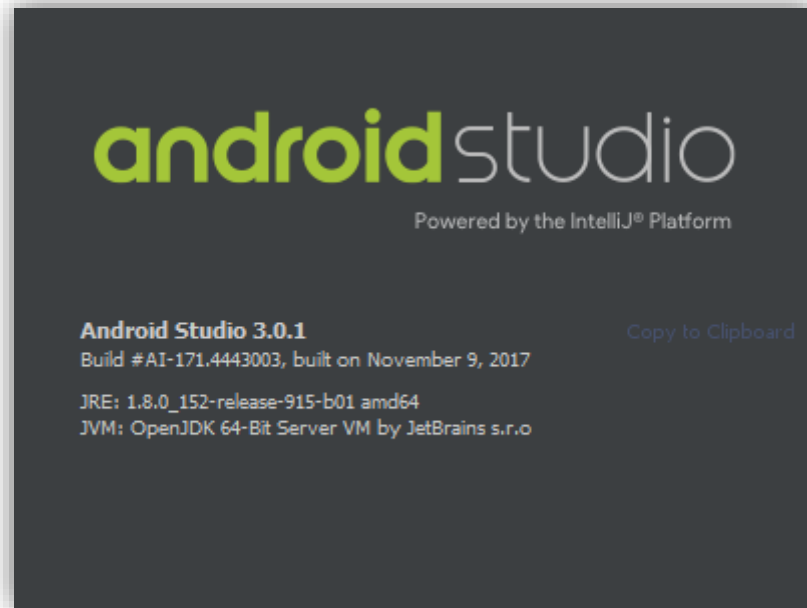 android studio
Powered by the IntelliJ® Platform
Android Studio 3.0.1
Copy to Clipboard
Build #AI-171.4443003, built on November 9, 2017
JRE: 1.8.0_152-release-915-b01 amd64
JVM: OpenJDK 64-Bit Server VM by JetBrains s.r.o